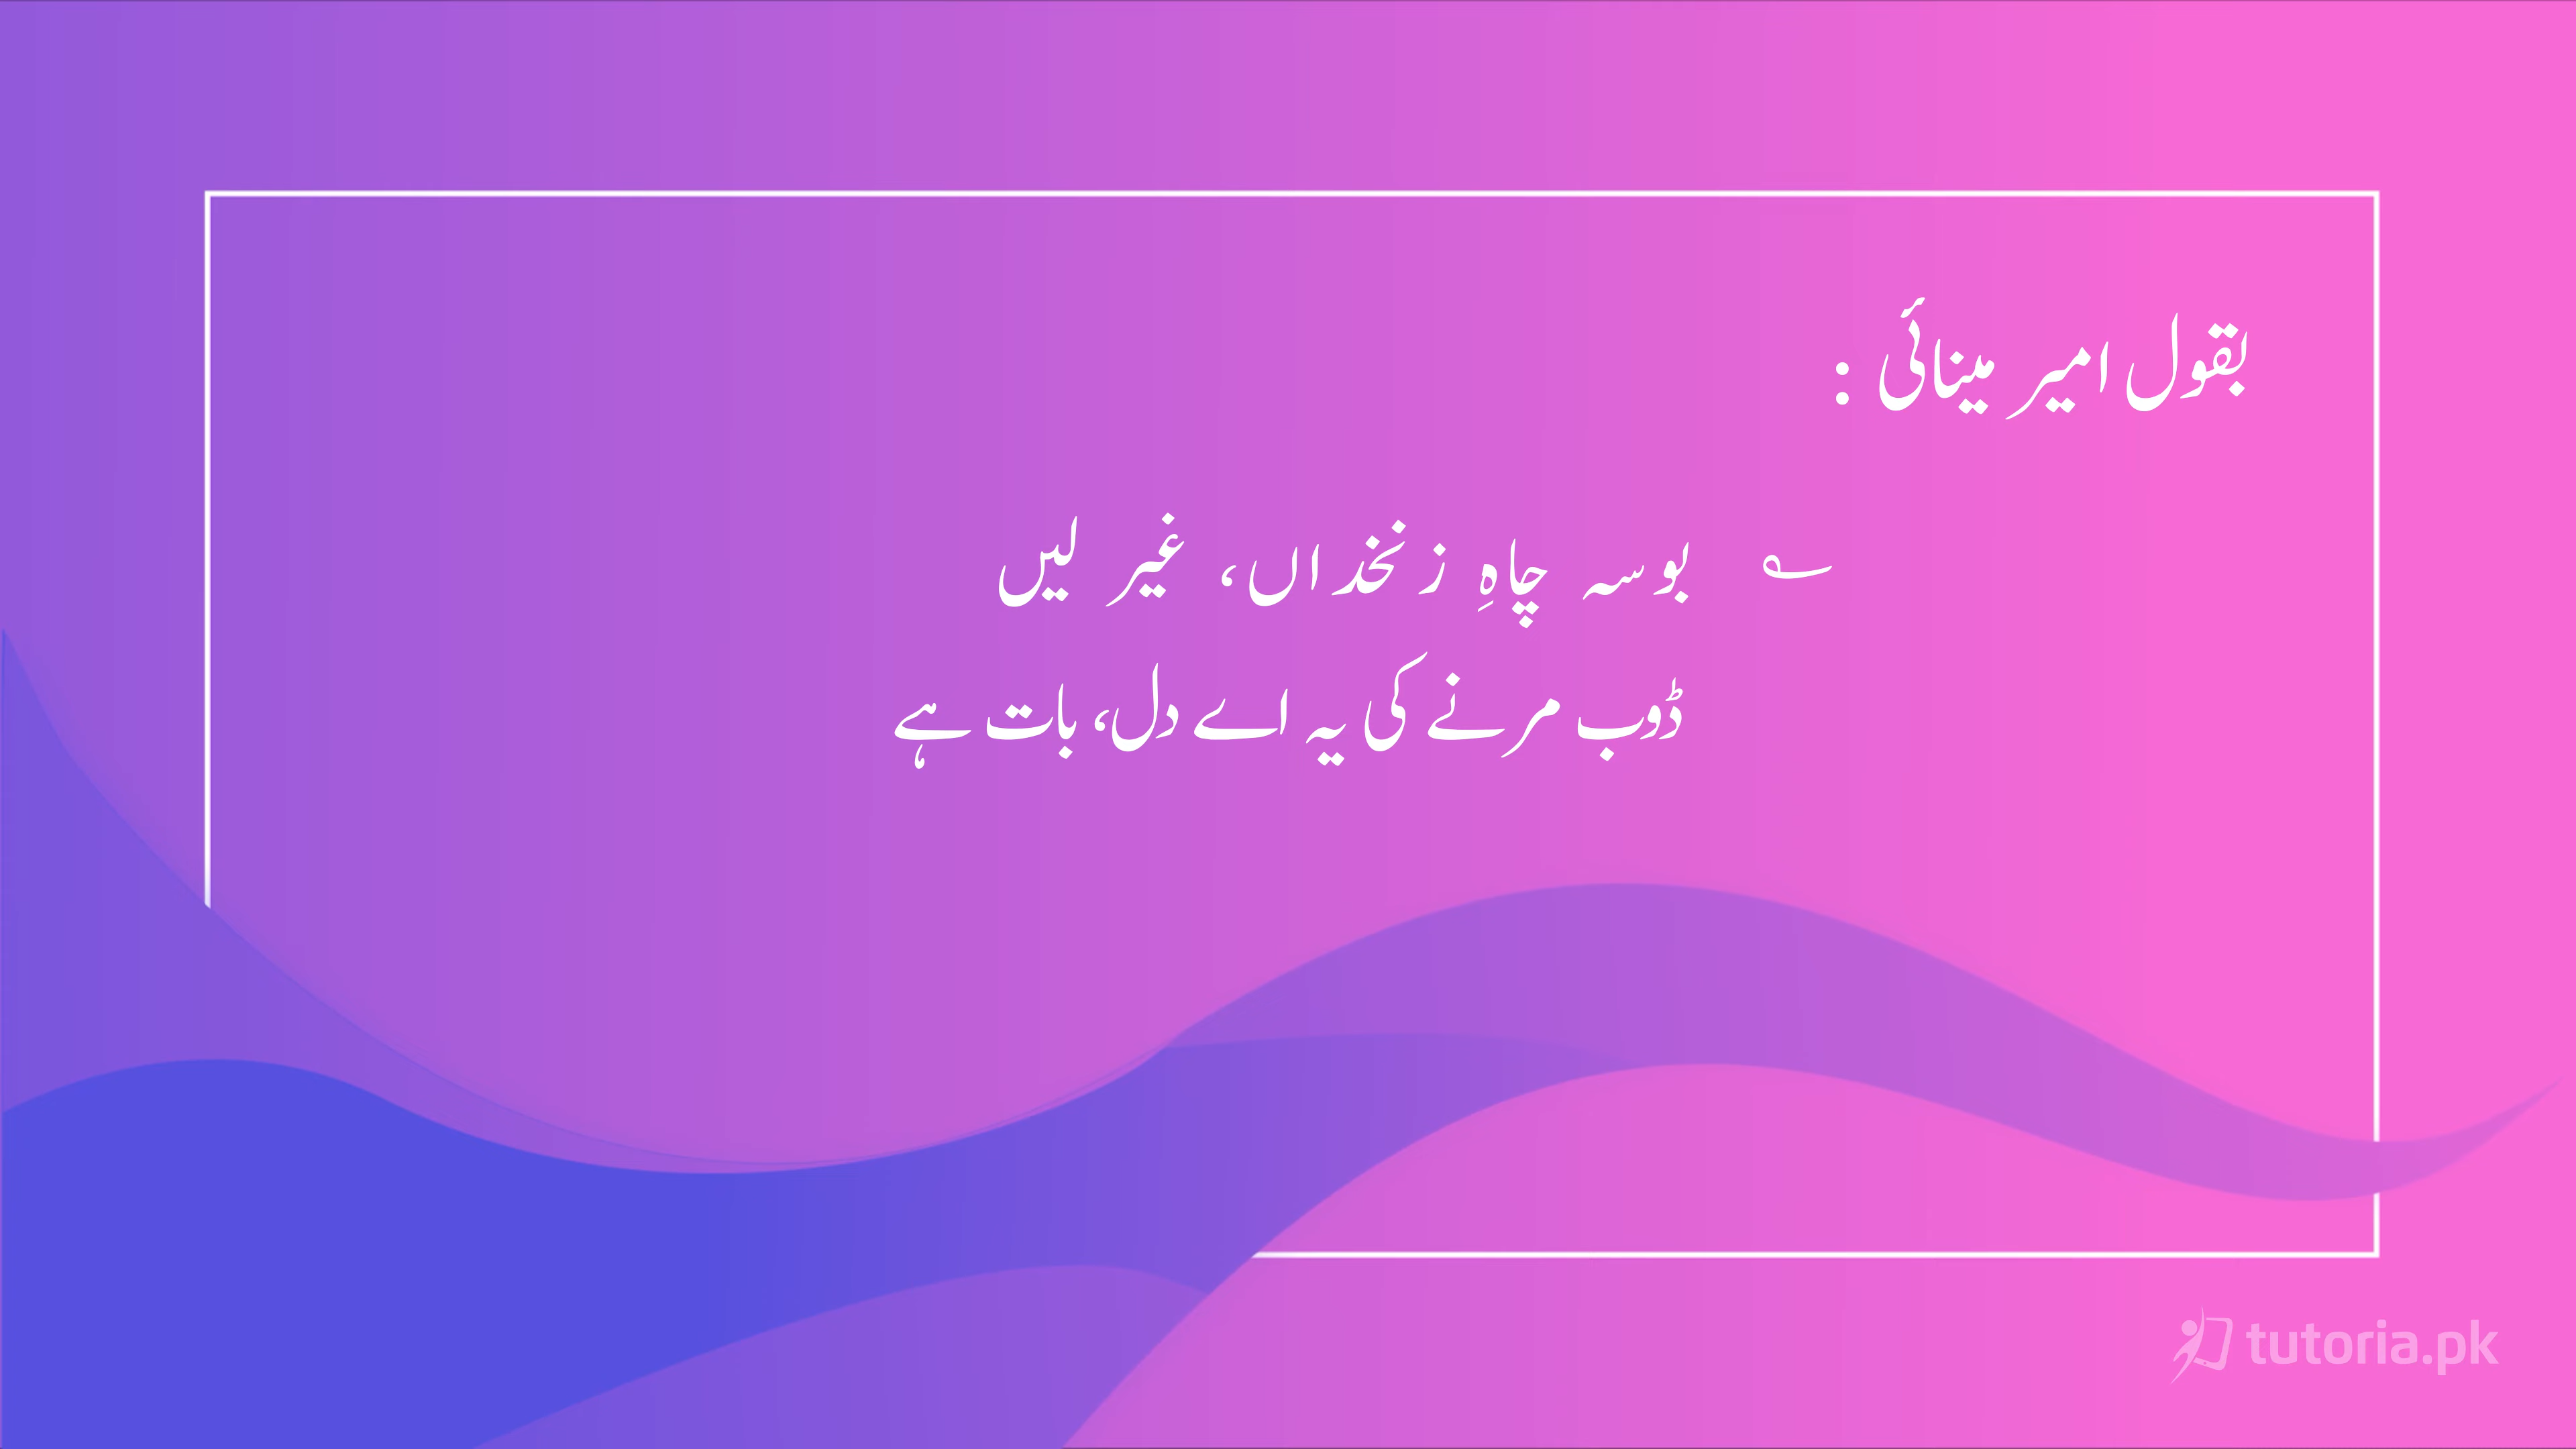 بقول امیر مینائی :
؎ بوسہ چاہِ زنخداں، غیر لیں
ڈوب مرنے کی یہ اے دل، بات ہے
tutoria.pk